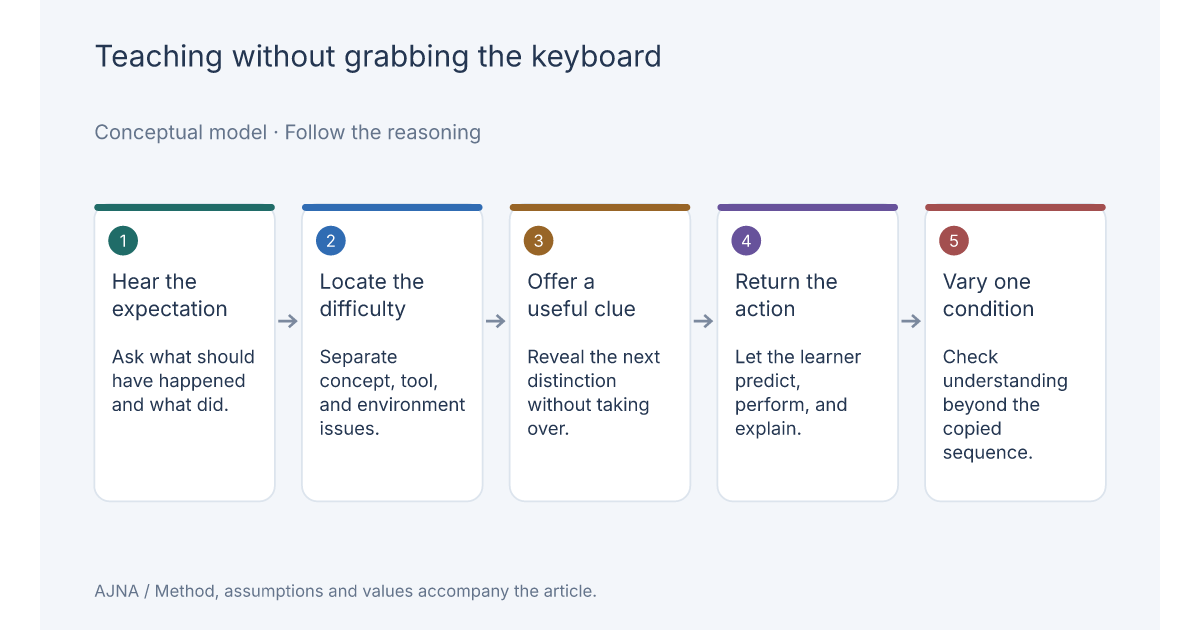 Teaching without grabbing the keyboard
Conceptual model · Follow the reasoning
1
Hear the
expectation
Ask what should
have happened
and what did.
2
Locate the
difficulty
Separate
concept, tool,
and environment
issues.
3
Offer a
useful clue
Reveal the next
distinction
without taking
over.
4
Return the
action
Let the learner
predict,
perform, and
explain.
5
Vary one
condition
Check
understanding
beyond the
copied
sequence.
AJNA / Method, assumptions and values accompany the article.